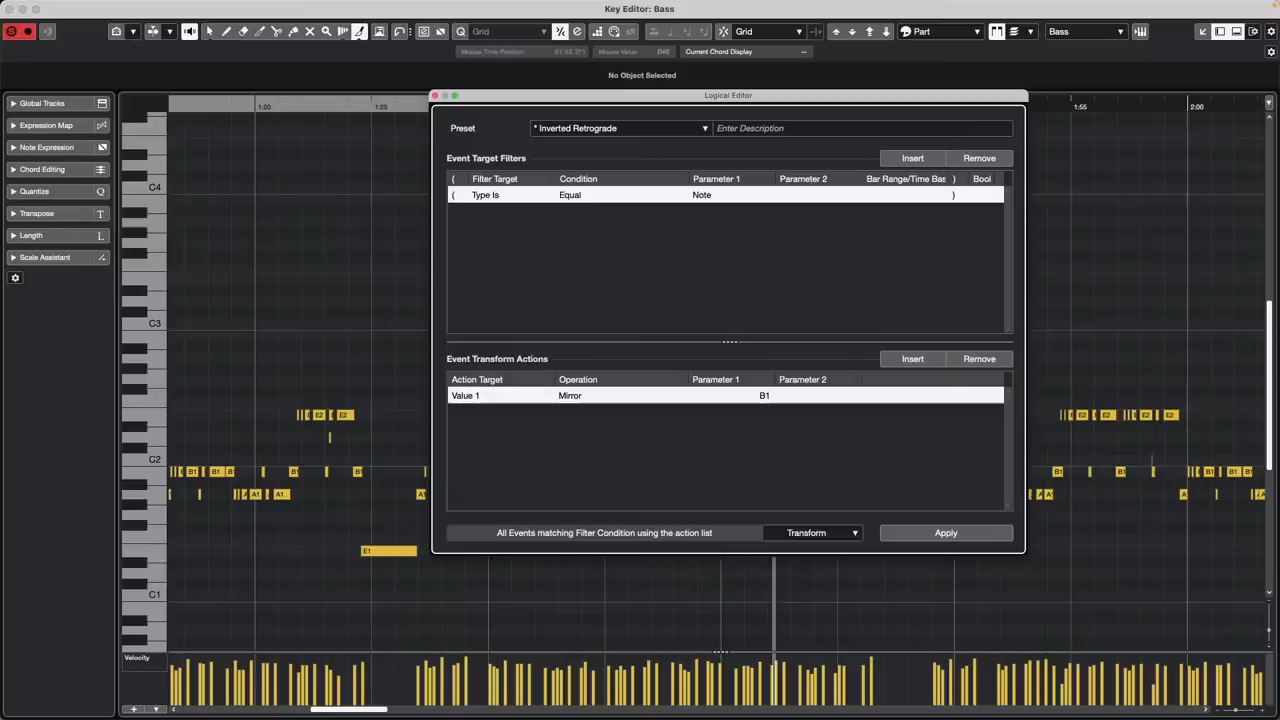 Key Editor: Bass
S Quantize Grid Grid Part Bass
Mouse Time Position 01:53.311 Mouse Value D#2 Current Chord Display --
No Object Selected
Global Tracks
Expression Map
Note Expression
Chord Editing
Quantize Q
Transpose T
Length L
Scale Assistant
1:20 1:25 1:55 2:00
C4
C3
C2
C1
E2 E2 E2 E2 E2 E2
B1 B1 B B1 B1 B1 B1 B1 B1 B1
A1 A1 A1 A A A
E1
Velocity
Logical Editor
Preset * Inverted Retrograde Enter Description
Event Target Filters Insert Remove
( Filter Target Condition Parameter 1 Parameter 2 Bar Range/Time Bas ) Bool
( Type Is Equal Note )
Event Transform Actions Insert Remove
Action Target Operation Parameter 1 Parameter 2
Value 1 Mirror B1
All Events matching Filter Condition using the action list Transform Apply